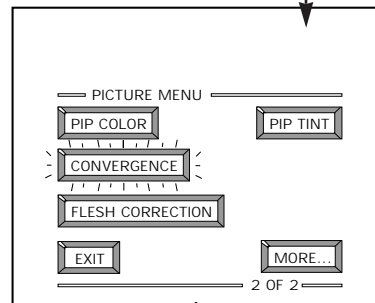 PICTURE MENU
PIP COLOR PIP TINT
CONVERGENCE
FLESH CORRECTION
EXIT MORE...
2 OF 2